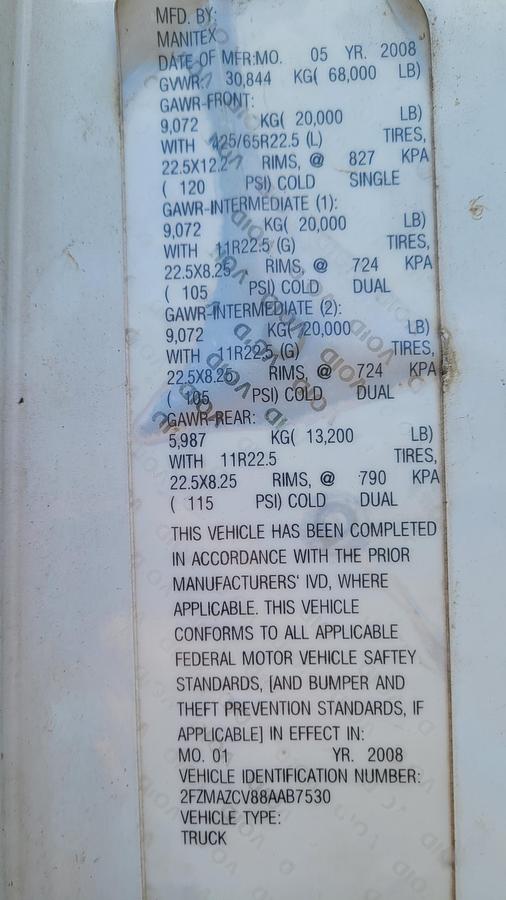 MFD. BY:
MANITEX
DATE OF MFR:MO. 05 YR. 2008
GVWR: 30,844 KG( 68,000 LB)
GAWR-FRONT:
9,072 KG( 20,000 LB)
WITH 425/65R22.5 (L) TIRES,
22.5X12.2 RIMS, @ 827 KPA
( 120 PSI) COLD SINGLE
GAWR-INTERMEDIATE (1):
9,072 KG( 20,000 LB)
WITH 11R22.5 (G) TIRES,
22.5X8.25 RIMS, @ 724 KPA
( 105 PSI) COLD DUAL
GAWR-INTERMEDIATE (2):
9,072 KG( 20,000 LB)
WITH 11R22.5 (G) TIRES,
22.5X8.25 RIMS, @ 724 KPA
( 105 PSI) COLD DUAL
GAWR-REAR:
5,987 KG( 13,200 LB)
WITH 11R22.5 TIRES,
22.5X8.25 RIMS, @ 790 KPA
( 115 PSI) COLD DUAL
THIS VEHICLE HAS BEEN COMPLETED
IN ACCORDANCE WITH THE PRIOR
MANUFACTURERS' IVD, WHERE
APPLICABLE. THIS VEHICLE
CONFORMS TO ALL APPLICABLE
FEDERAL MOTOR VEHICLE SAFTEY
STANDARDS, [AND BUMPER AND
THEFT PREVENTION STANDARDS, IF
APPLICABLE] IN EFFECT IN:
MO. 01 YR. 2008
VEHICLE IDENTIFICATION NUMBER:
2FZMAZCV88AAB7530
VEHICLE TYPE:
TRUCK